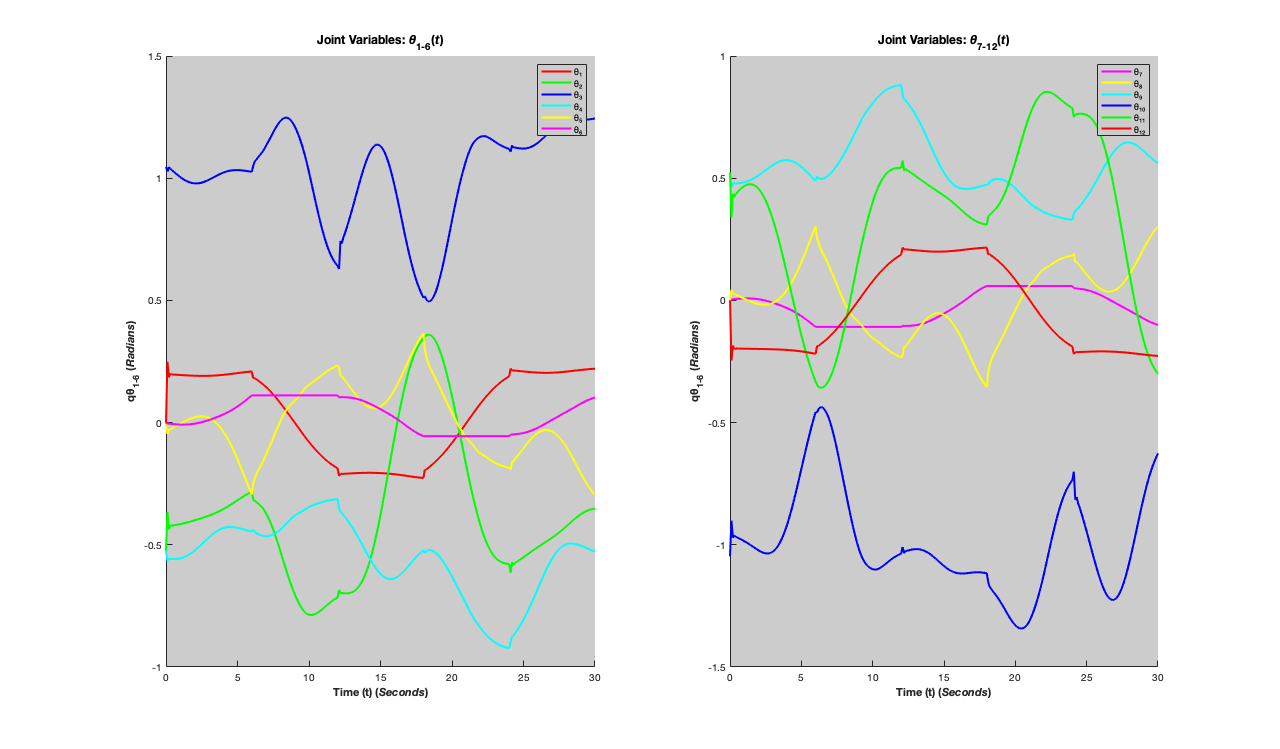 Joint Variables: θ1-6(t)
1.5
1
0.5
0
-0.5
-1
qθ1-6 (Radians)
0 5 10 15 20 25 30
Time (t) (Seconds)
θ1
θ2
θ3
θ4
θ5
θ6
Joint Variables: θ7-12(t)
1
0.5
0
-0.5
-1
-1.5
qθ1-6 (Radians)
0 5 10 15 20 25 30
Time (t) (Seconds)
θ7
θ8
θ9
θ10
θ11
θ12